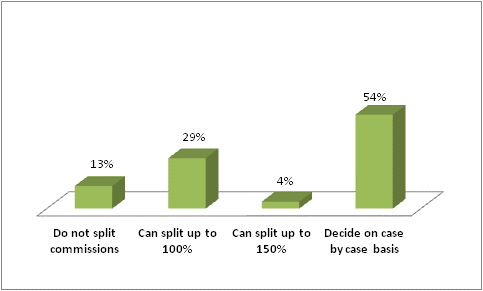 54%
29%
13%
4%
Do not split Can split up to Can split up to Decide on case
commissions 100% 150% by case basis